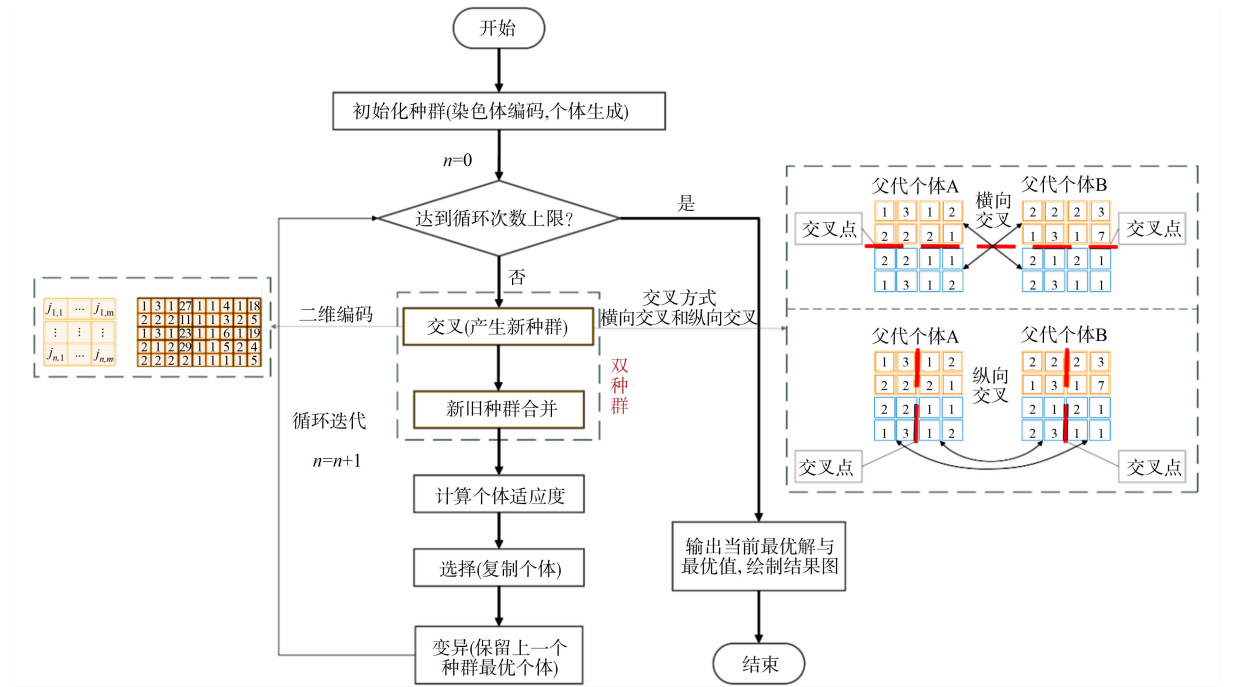 开始
初始化种群(染色体编码,个体生成)
n=0
达到循环次数上限?
是
否
二维编码
交叉(产生新种群)
交叉方式
横向交叉和纵向交叉
双种群
新旧种群合并
循环迭代
n=n+1
计算个体适应度
选择(复制个体)
变异(保留上一个
种群最优个体)
输出当前最优解与
最优值,绘制结果图
结束
j1,1 … j1,m
⋮ ⋮ ⋮
jn,1 … jn,m
1 3 1 27 1 1 4 1 18
2 2 2 11 1 1 3 2 5
1 3 1 23 1 1 6 1 19
2 1 2 29 1 1 5 2 4
2 2 2 2 1 1 1 1 5
父代个体A
父代个体B
横向
交叉
交叉点
交叉点
1 3 1 2
2 2 2 1
2 2 1 1
1 3 1 2
2 2 2 3
1 3 1 7
2 1 2 1
2 3 1 1
父代个体A
父代个体B
纵向
交叉
1 3 1 2
2 2 2 1
2 2 1 1
1 3 1 2
2 2 2 3
1 3 1 7
2 1 2 1
2 3 1 1
交叉点
交叉点